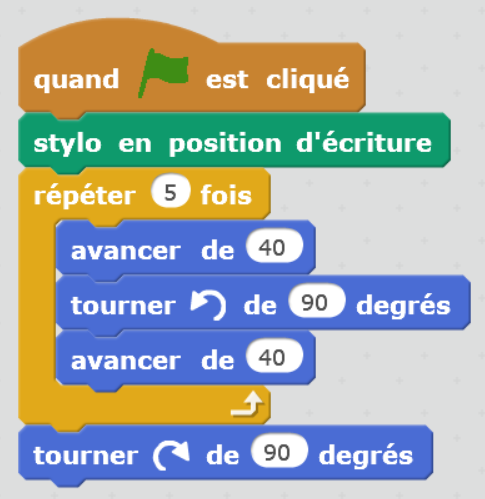 quand est cliqué
stylo en position d'écriture
répéter 5 fois
avancer de 40
tourner de 90 degrés
avancer de 40
tourner de 90 degrés